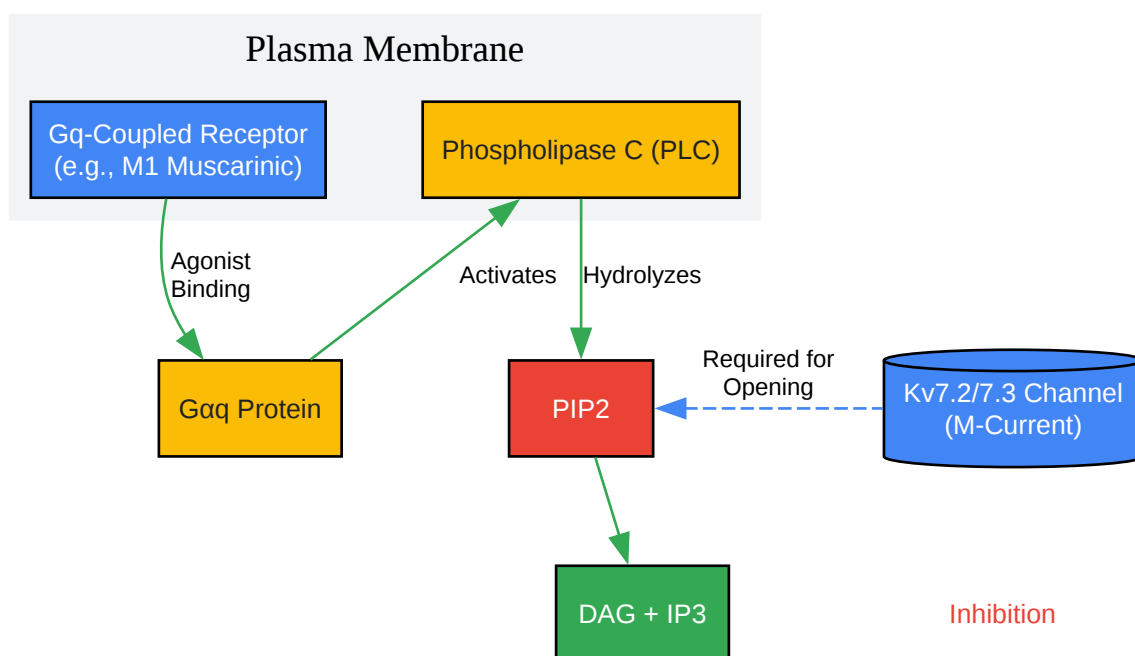 Plasma Membrane
Gq-Coupled Receptor
(e.g., M1 Muscarinic)
Phospholipase C (PLC)
Agonist
Binding
Activates
Hydrolyzes
Gαq Protein
PIP2
Required for
Opening
Kv7.2/7.3 Channel
(M-Current)
DAG + IP3
Inhibition